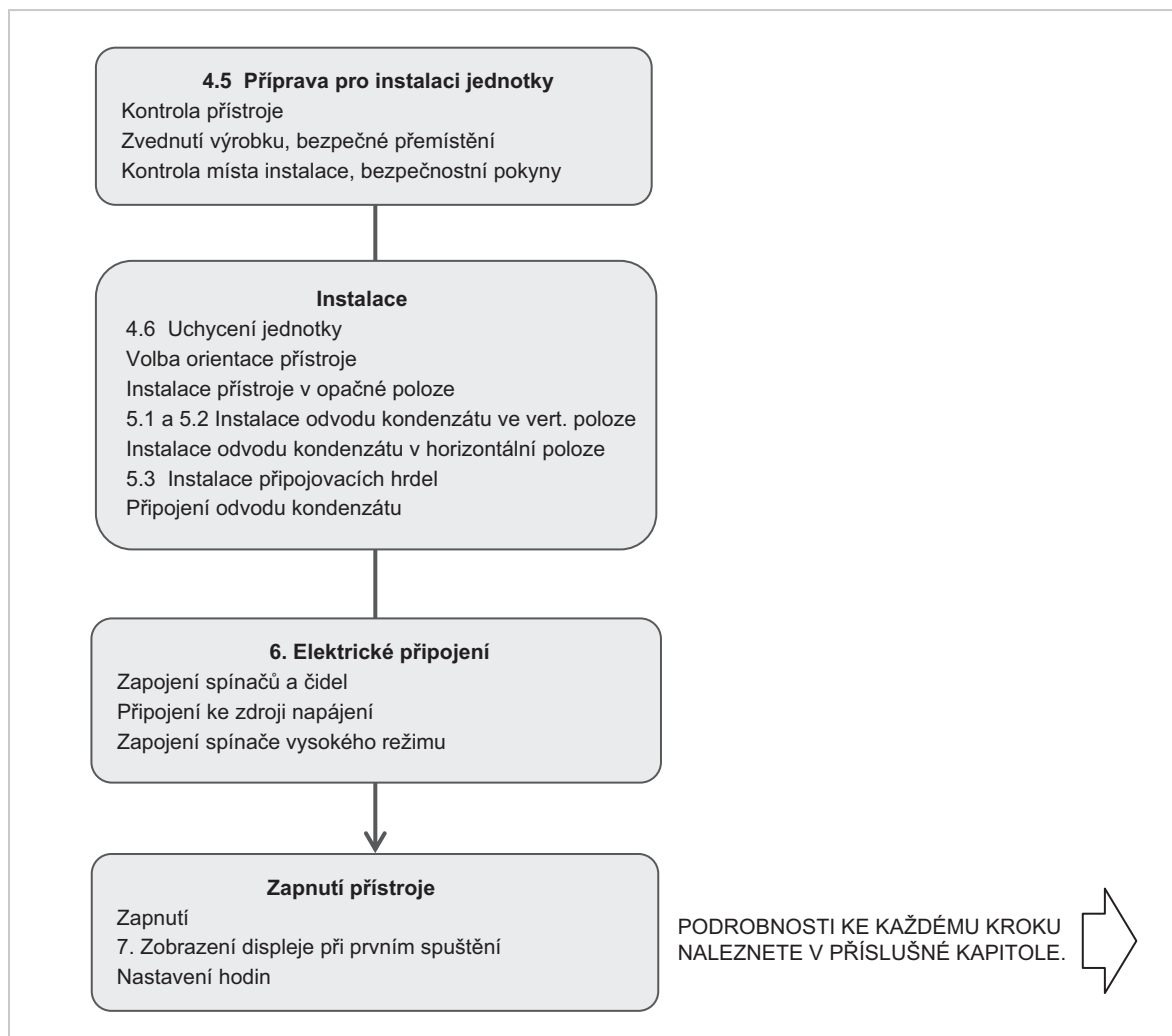 4.5 Příprava pro instalaci jednotky
Kontrola přístroje
Zvednutí výrobku, bezpečné přemístění
Kontrola místa instalace, bezpečnostní pokyny
Instalace
4.6 Uchycení jednotky
Volba orientace přístroje
Instalace přístroje v opačné poloze
5.1 a 5.2 Instalace odvodu kondenzátu ve vert. poloze
Instalace odvodu kondenzátu v horizontální poloze
5.3 Instalace připojovacích hrdel
Připojení odvodu kondenzátu
6. Elektrické připojení
Zapojení spínačů a čidel
Připojení ke zdroji napájení
Zapojení spínače vysokého režimu
Zapnutí přístroje
Zapnutí
7. Zobrazení displeje při prvním spuštění
Nastavení hodin
PODROBNOSTI KE KAŽDÉMU KROKU
NALEZNETE V PŘÍSLUŠNÉ KAPITOLE.